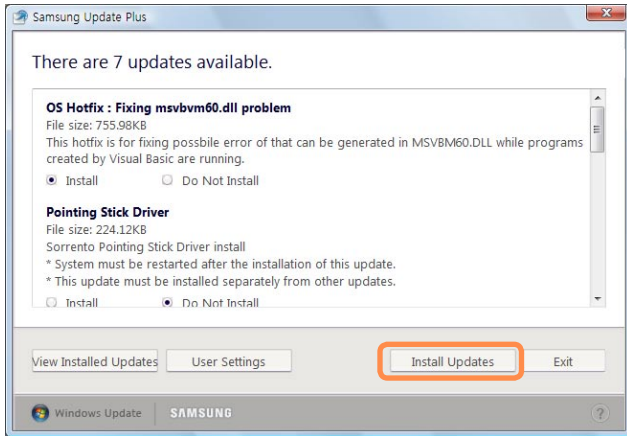 Samsung Update Plus
There are 7 updates available.
OS Hotfix : Fixing msvbvm60.dll problem
File size: 755.98KB
This hotfix is for fixing possbile error of that can be generated in MSVBM60.DLL while programs
created by Visual Basic are running.
Install Do Not Install
Pointing Stick Driver
File size: 224.12KB
Sorrento Pointing Stick Driver install
* System must be restarted after the installation of this update.
* This update must be installed separately from other updates.
Install Do Not Install
View Installed Updates User Settings Install Updates Exit
Windows Update SAMSUNG ?